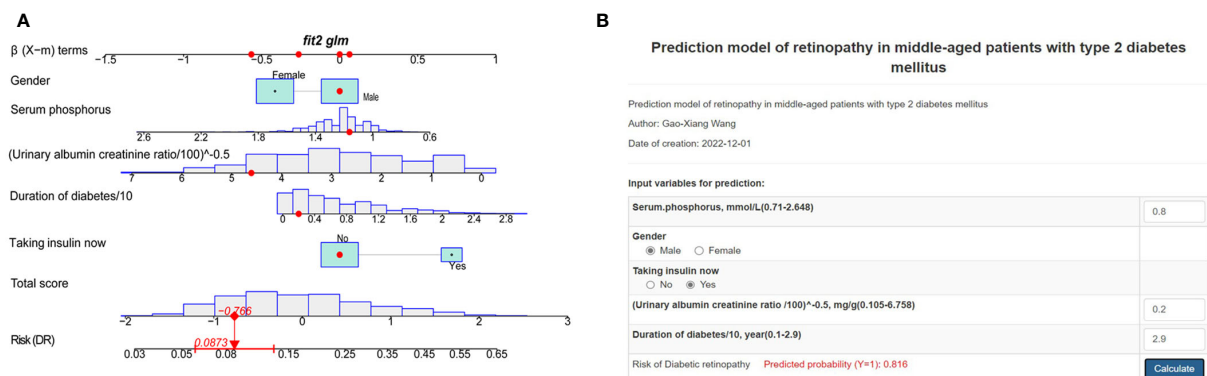 A
fit2 glm
β (X−m) terms
−1.5 −1 −0.5 0 0.5 1
Gender
Female
Male
Serum phosphorus
2.6 2.2 1.8 1.4 1 0.6
(Urinary albumin creatinine ratio/100)^-0.5
7 6 5 4 3 2 1 0
Duration of diabetes/10
0 0.4 0.8 1.2 1.6 2 2.4 2.8
Taking insulin now
No
Yes
Total score
−0.766
−2 −1 0 1 2 3
Risk(DR)
0.0873
0.03 0.05 0.08 0.15 0.25 0.35 0.45 0.55 0.65
B
Prediction model of retinopathy in middle-aged patients with type 2 diabetes
mellitus
Prediction model of retinopathy in middle-aged patients with type 2 diabetes mellitus
Author: Gao-Xiang Wang
Date of creation: 2022-12-01
Input variables for prediction:
Serum.phosphorus, mmol/L(0.71-2.648) 0.8
Gender
Male Female
Taking insulin now
No Yes
(Urinary albumin creatinine ratio /100)^-0.5, mg/g(0.105-6.758) 0.2
Duration of diabetes/10, year(0.1-2.9) 2.9
Risk of Diabetic retinopathy Predicted probability (Y=1): 0.816 Calculate